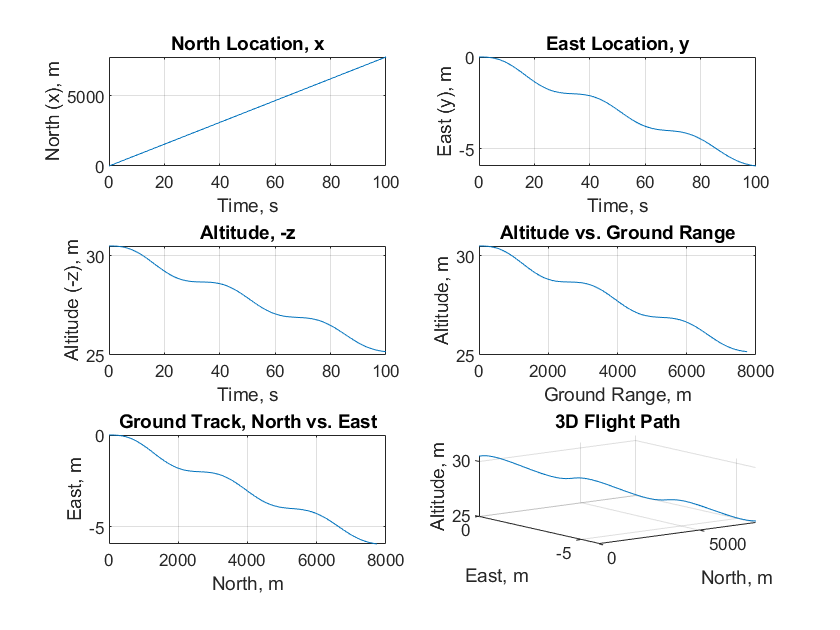 North Location, x
North (x), m
5000
0
0 20 40 60 80 100
Time, s
East Location, y
East (y), m
0
-5
0 20 40 60 80 100
Time, s
Altitude, -z
Altitude (-z), m
30
25
0 20 40 60 80 100
Time, s
Altitude vs. Ground Range
Altitude, m
30
25
0 2000 4000 6000 8000
Ground Range, m
Ground Track, North vs. East
East, m
0
-5
0 2000 4000 6000 8000
North, m
3D Flight Path
Altitude, m
30
25
0
-5
0
5000
East, m
North, m